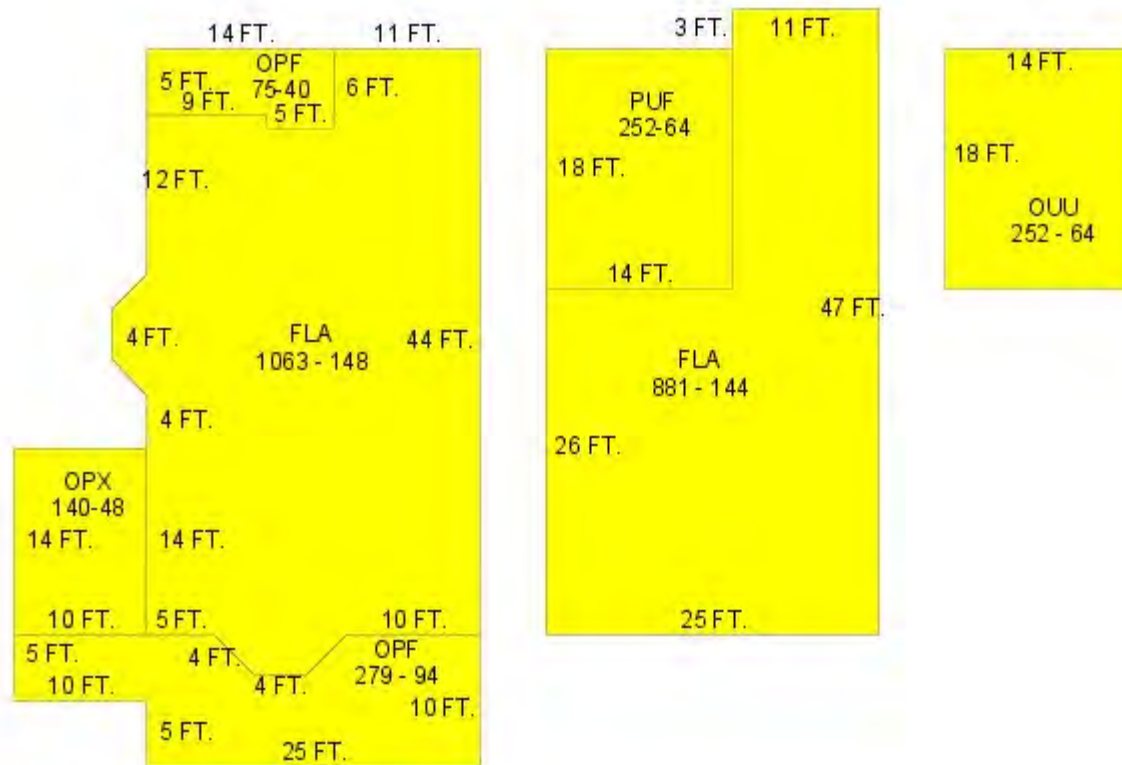 14 FT.
11 FT.
OPF
75-40
5 FT.
9 FT.
5 FT.
6 FT.
12 FT.
4 FT.
FLA
1063 - 148
44 FT.
4 FT.
OPX
140-48
14 FT.
14 FT.
10 FT.
5 FT.
10 FT.
5 FT.
4 FT.
OPF
279 - 94
10 FT.
4 FT.
10 FT.
5 FT.
25 FT.
3 FT.
11 FT.
PUF
252-64
18 FT.
14 FT.
47 FT.
FLA
881 - 144
26 FT.
25 FT.
14 FT.
18 FT.
OUU
252 - 64